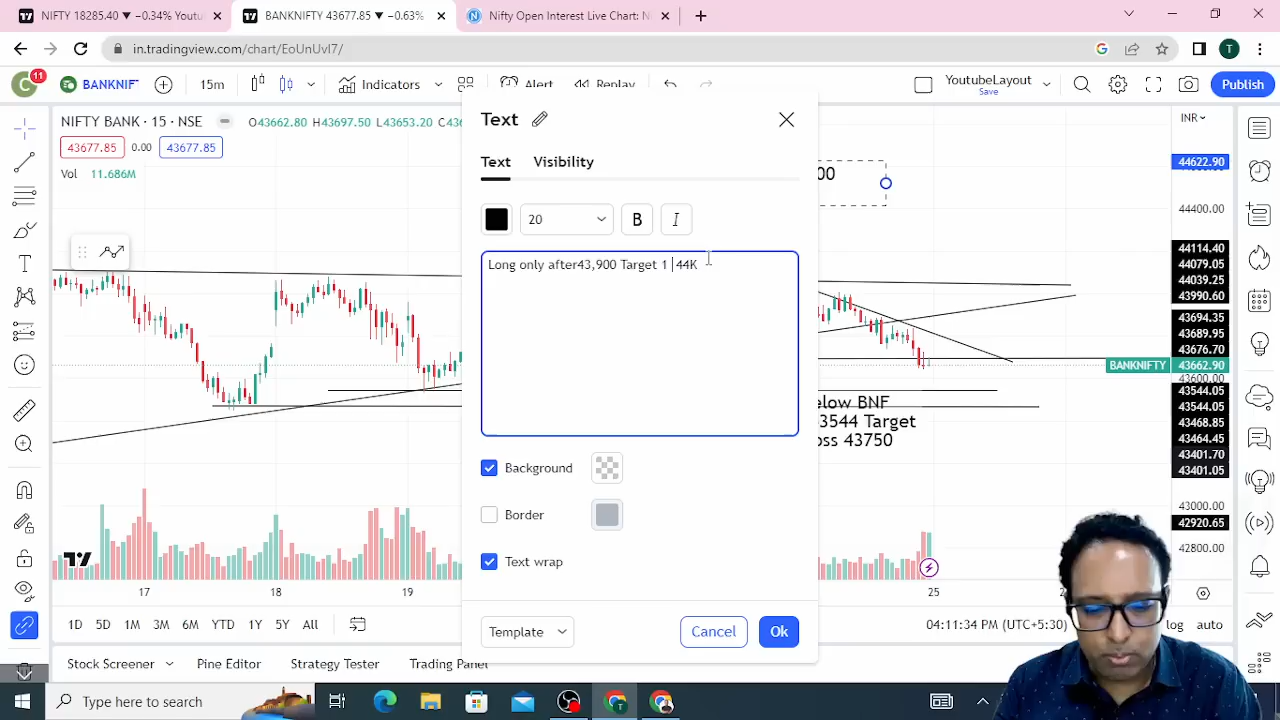 NIFTY 18285.40 ▼ −0.34% Youtube
BANKNIFTY 43677.85 ▼ −0.63%
Nifty Open Interest Live Chart: N
in.tradingview.com/chart/EoUnUvI7/
T
C 11
BANKNIF
15m
Indicators
Alert
Replay
YoutubeLayout
Save
Publish
NIFTY BANK · 15 · NSE
O43662.80 H43697.50 L43653.20 C43
INR
43677.85 0.00 43677.85
Vol 11.686M
Text
Text Visibility
20 B I
Long only after43,900 Target 1 44K
Background
Border
Text wrap
Template
Cancel
Ok
00
elow BNF
3544 Target
oss 43750
44622.90
44400.00
44114.40
44079.05
44039.25
43990.60
43694.35
43689.95
43676.70
BANKNIFTY 43662.90
43600.00
43544.05
43544.05
43468.85
43464.45
43401.70
43401.05
43000.00
42920.65
42800.00
17 18 19 25
1D 5D 1M 3M 6M YTD 1Y 5Y All
04:11:34 PM (UTC+5:30)
log auto
Stock Screener Pine Editor Strategy Tester Trading Panel
Type here to search